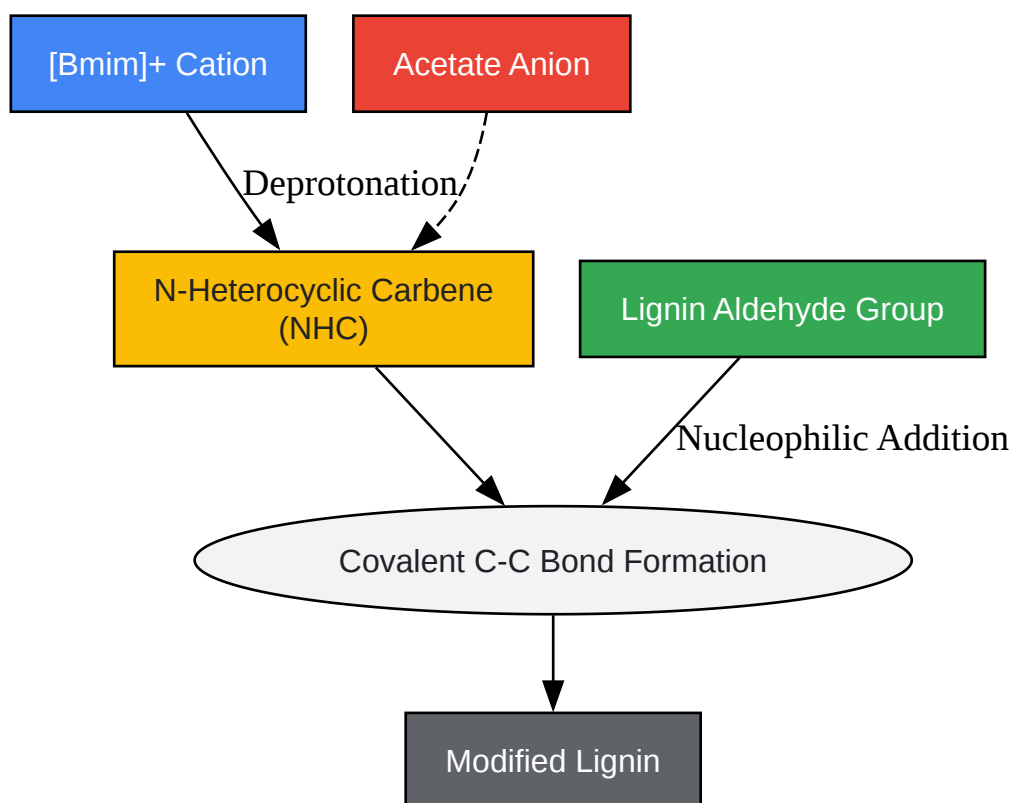 [Bmim]+ Cation
Acetate Anion
Deprotonation
N-Heterocyclic Carbene
(NHC)
Lignin Aldehyde Group
Nucleophilic Addition
Covalent C-C Bond Formation
Modified Lignin